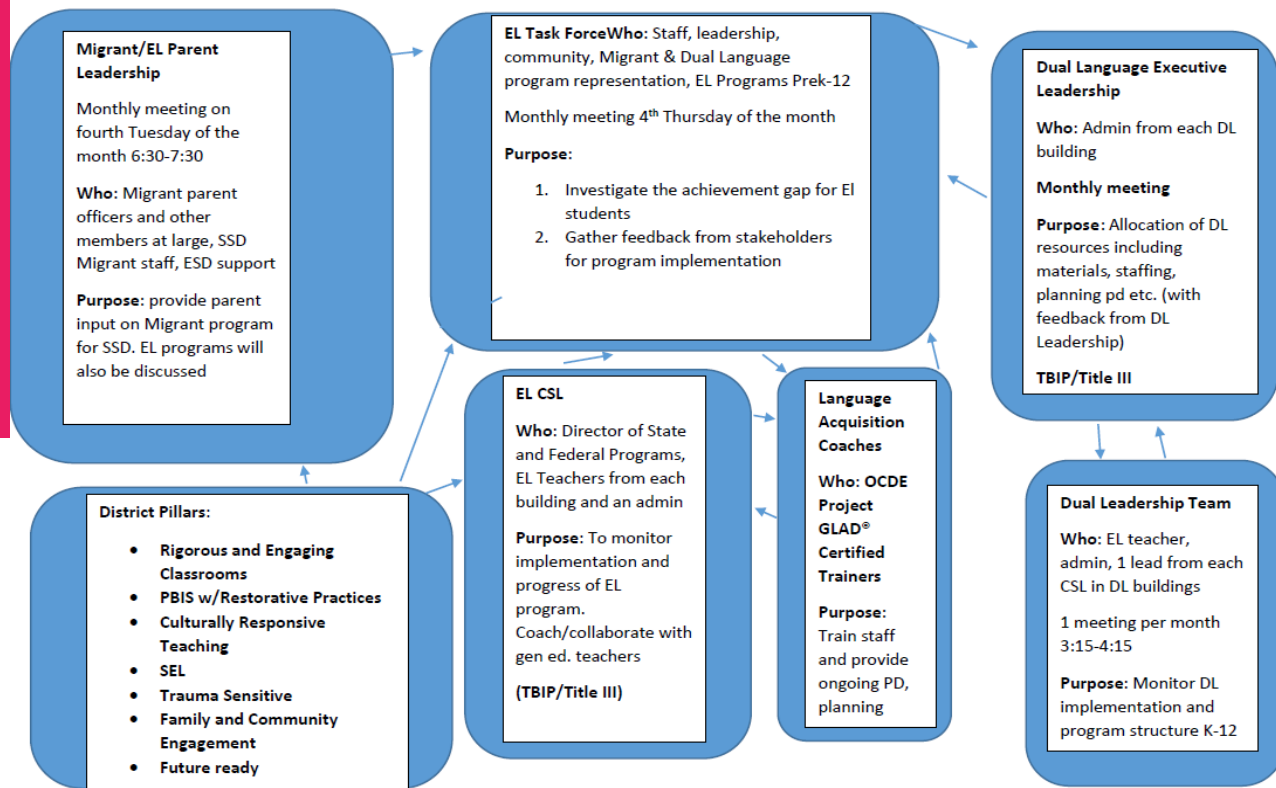 Migrant/EL Parent
Leadership
Monthly meeting on
fourth Tuesday of the
month 6:30-7:30
Who: Migrant parent
officers and other
members at large, SSD
Migrant staff, ESD support
Purpose: provide parent
input on Migrant program
for SSD. EL programs will
also be discussed
EL Task ForceWho: Staff, leadership,
community, Migrant & Dual Language
program representation, EL Programs Prek-12
Monthly meeting 4th Thursday of the month
Purpose:
1. Investigate the achievement gap for El
students
2. Gather feedback from stakeholders
for program implementation
Dual Language Executive
Leadership
Who: Admin from each DL
building
Monthly meeting
Purpose: Allocation of DL
resources including
materials, staffing,
planning pd etc. (with
feedback from DL
Leadership)
TBIP/Title III
District Pillars:
• Rigorous and Engaging
Classrooms
• PBIS w/Restorative Practices
• Culturally Responsive
Teaching
• SEL
• Trauma Sensitive
• Family and Community
Engagement
• Future ready
EL CSL
Who: Director of State
and Federal Programs,
EL Teachers from each
building and an admin
Purpose: To monitor
implementation and
progress of EL
program.
Coach/collaborate with
gen ed. teachers
(TBIP/Title III)
Language
Acquisition
Coaches
Who: OCDE
Project
GLAD®
Certified
Trainers
Purpose:
Train staff
and provide
ongoing PD,
planning
Dual Leadership Team
Who: EL teacher,
admin, 1 lead from each
CSL in DL buildings
1 meeting per month
3:15-4:15
Purpose: Monitor DL
implementation and
program structure K-12